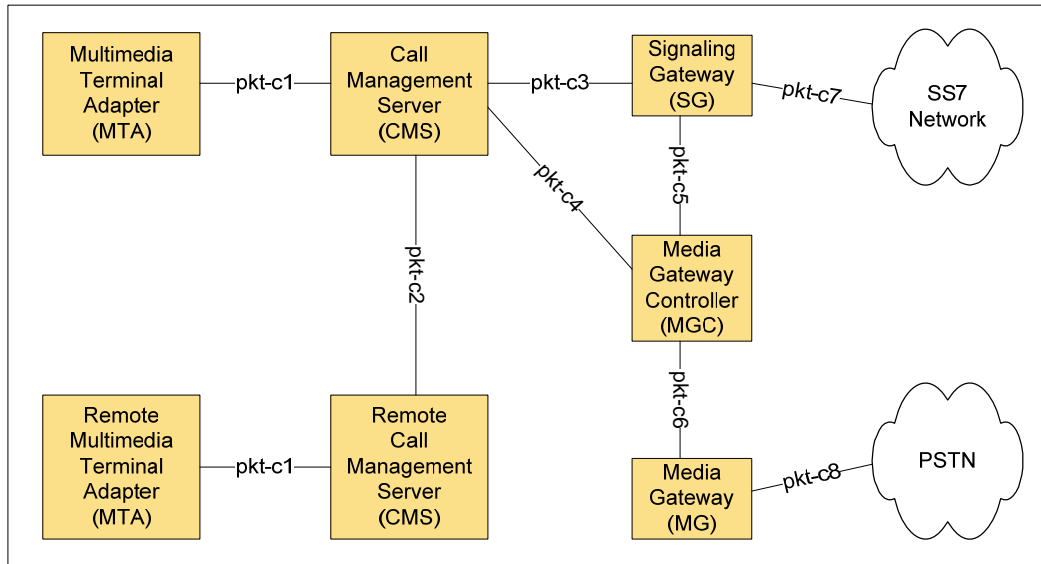 Multimedia
Terminal
Adapter
(MTA)
pkt-c1
Call
Management
Server
(CMS)
pkt-c3
Signaling
Gateway
(SG)
pkt-c7
SS7
Network
pkt-c4
pkt-c5
pkt-c2
Media
Gateway
Controller
(MGC)
pkt-c6
Remote
Multimedia
Terminal
Adapter
(MTA)
pkt-c1
Remote
Call
Management
Server
(CMS)
Media
Gateway
(MG)
pkt-c8
PSTN